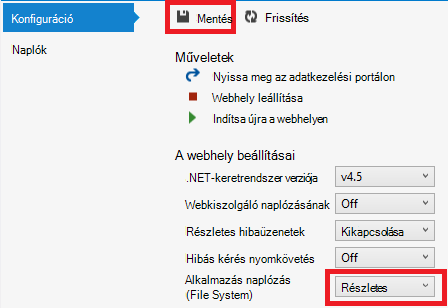 Konfiguráció
Mentés
Frissítés
Naplók
Műveletek
Nyissa meg az adatkezelési portálon
Webhely leállítása
Indítsa újra a webhelyen
A webhely beállításai
.NET-keretrendszer verziója
v4.5
Webkiszolgáló naplózásának
Off
Részletes hibaüzenetek
Kikapcsolása
Hibás kérés nyomkövetés
Off
Alkalmazás naplózás
(File System)
Részletes